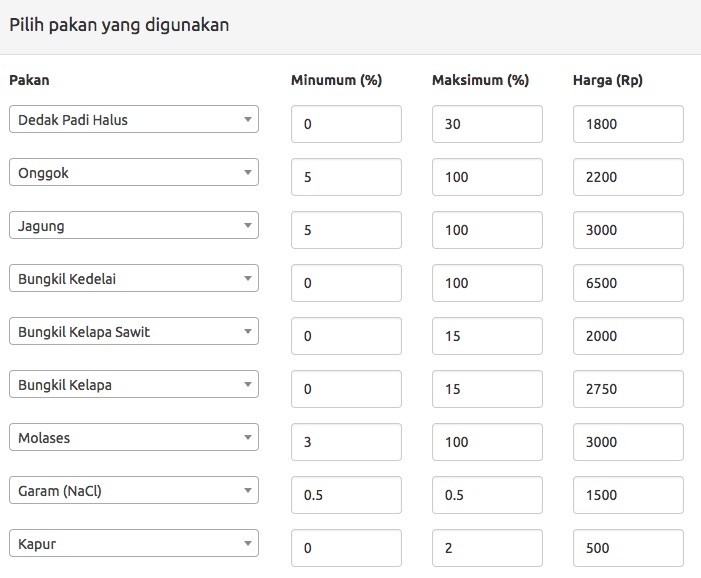 Pilih pakan yang digunakan
Pakan Minumum (%) Maksimum (%) Harga (Rp)
Dedak Padi Halus 0 30 1800
Onggok 5 100 2200
Jagung 5 100 3000
Bungkil Kedelai 0 100 6500
Bungkil Kelapa Sawit 0 15 2000
Bungkil Kelapa 0 15 2750
Molases 3 100 3000
Garam (NaCl) 0.5 0.5 1500
Kapur 0 2 500